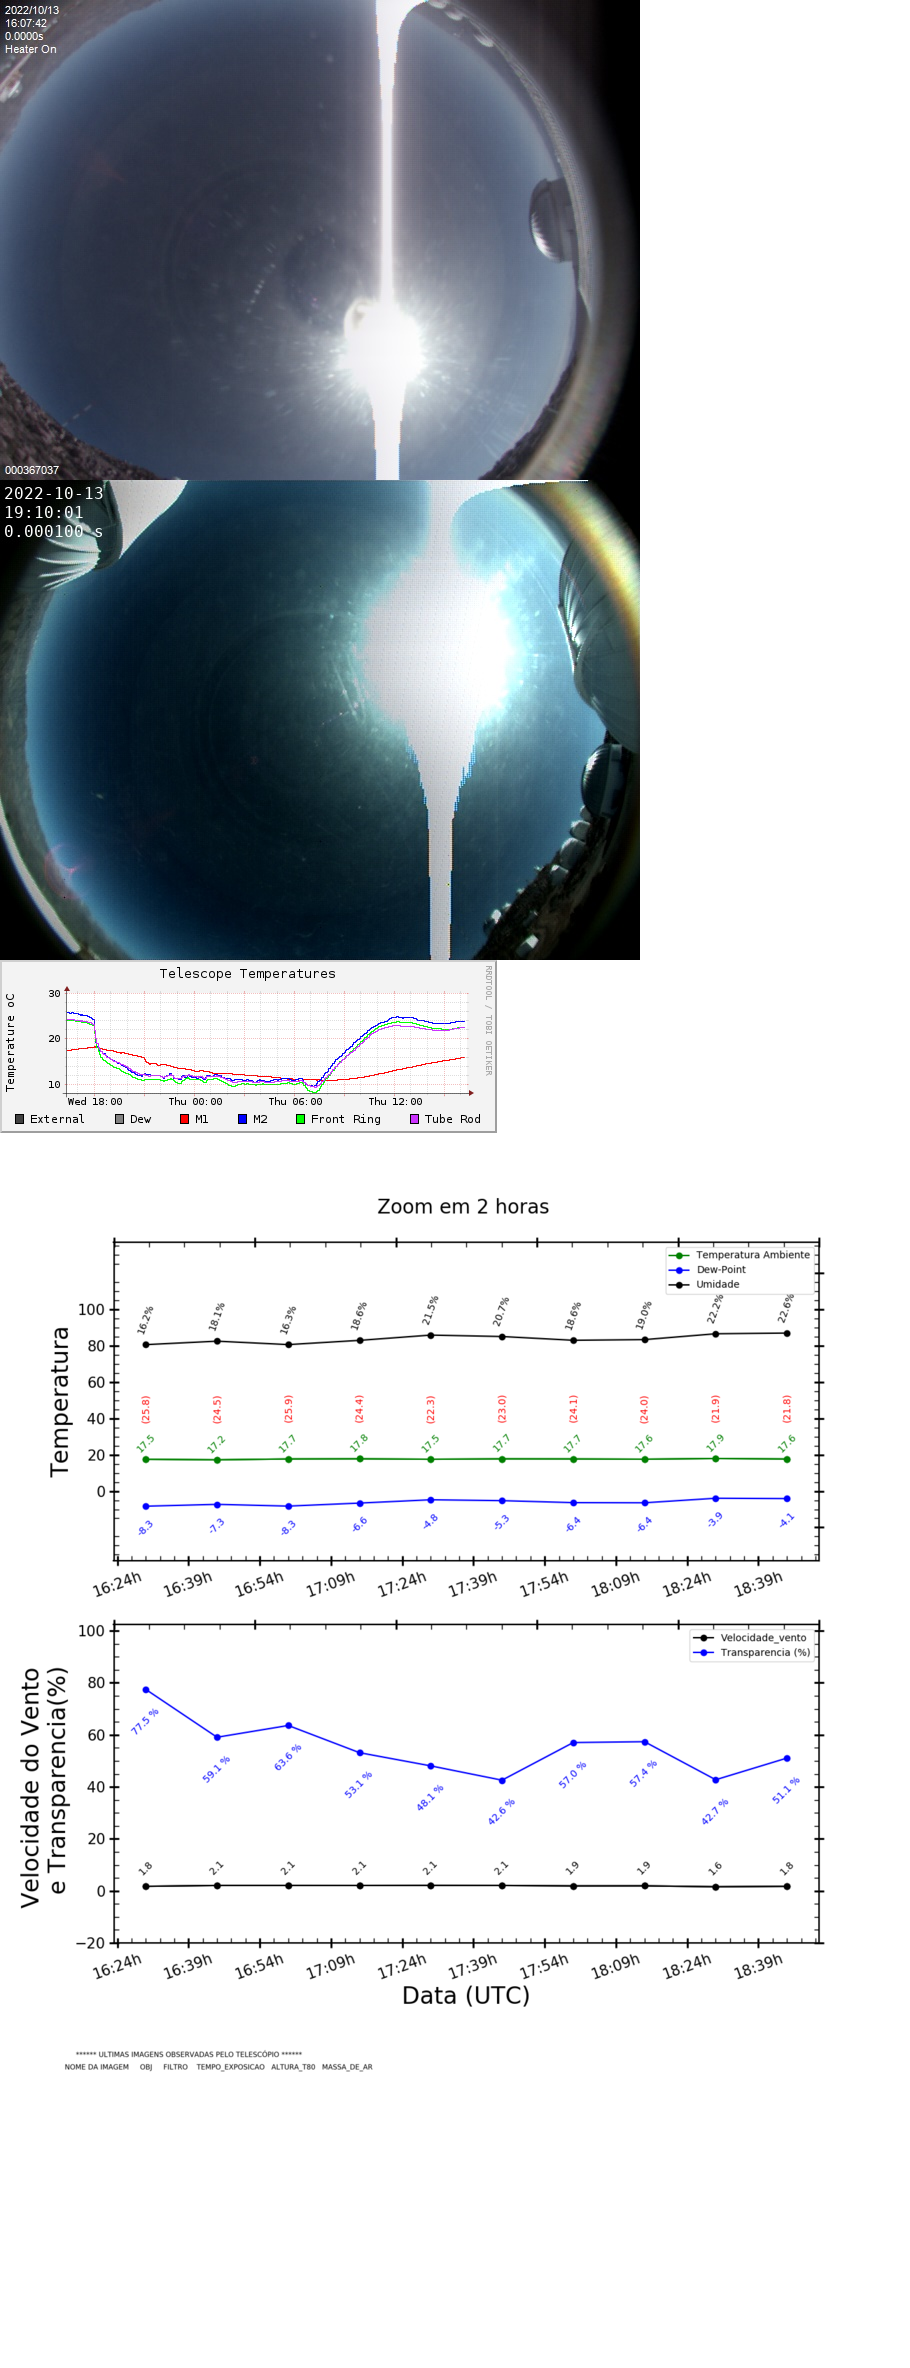 2022/10/13
16:07:42
0.0000s
Heater On
000367037
2022-10-13
19:10:01
0.000100 s
Telescope Temperatures
RRDTOOL / TOBI OETIKER
Temperature oC
30
20
10
Wed 18:00 Thu 00:00 Thu 06:00 Thu 12:00
External Dew M1 M2 Front Ring Tube Rod
Zoom em 2 horas
Temperatura Ambiente
Dew-Point
Umidade
Temperatura
100
80
60
40
20
0
16.2% 18.1% 16.3% 18.6% 21.5% 20.7% 18.6% 19.0% 22.2% 22.6%
(25.8) (24.5) (25.9) (24.4) (22.3) (23.0) (24.1) (24.0) (21.9) (21.8)
17.5 17.2 17.7 17.8 17.5 17.7 17.7 17.6 17.9 17.6
-8.3 -7.3 -8.3 -6.6 -4.8 -5.3 -6.4 -6.4 -3.9 -4.1
16:24h 16:39h 16:54h 17:09h 17:24h 17:39h 17:54h 18:09h 18:24h 18:39h
Velocidade_vento
Transparencia (%)
Velocidade do Vento
e Transparencia(%)
100
80
60
40
20
0
−20
77.5 % 59.1 % 63.6 % 53.1 % 48.1 % 42.6 % 57.0 % 57.4 % 42.7 % 51.1 %
1.8 2.1 2.1 2.1 2.1 2.1 1.9 1.9 1.6 1.8
16:24h 16:39h 16:54h 17:09h 17:24h 17:39h 17:54h 18:09h 18:24h 18:39h
Data (UTC)
****** ULTIMAS IMAGENS OBSERVADAS PELO TELESCÓPIO ******
NOME DA IMAGEM OBJ FILTRO TEMPO_EXPOSICAO ALTURA_T80 MASSA_DE_AR